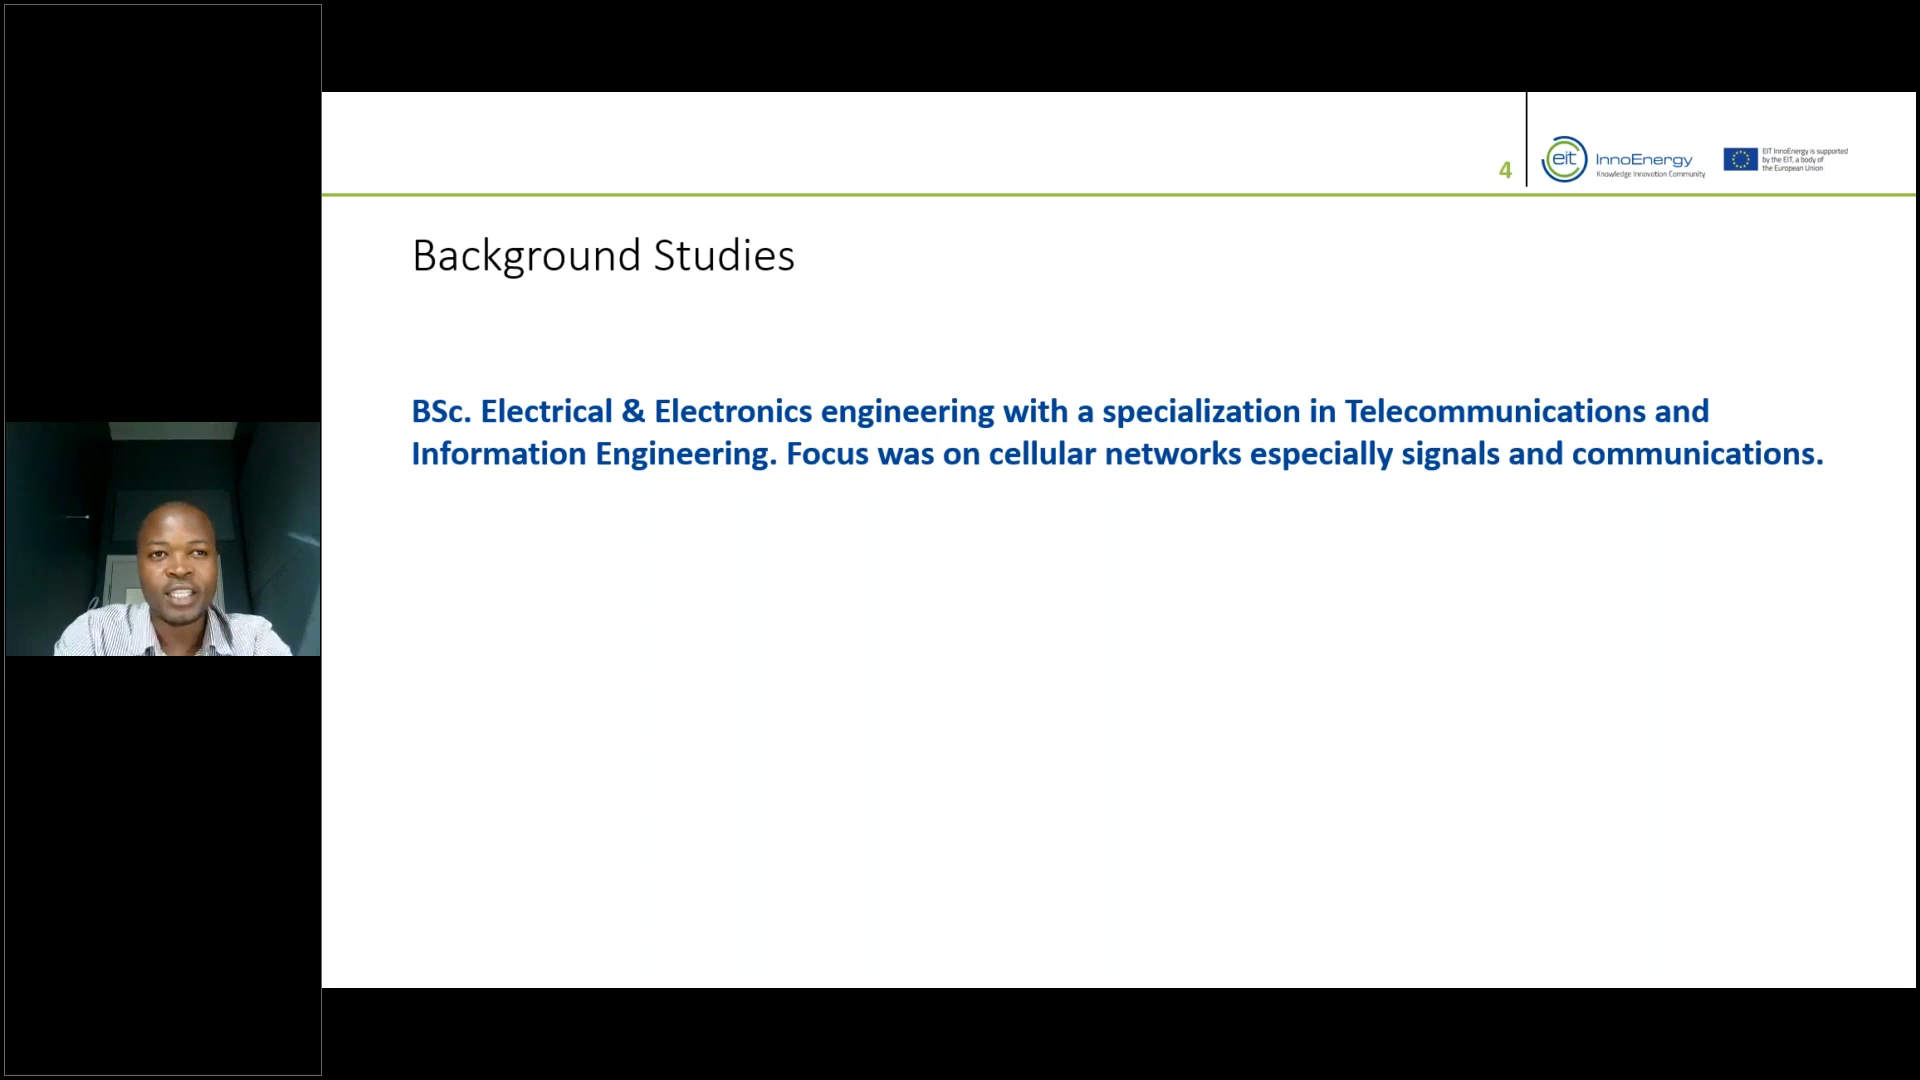 4
eit
InnoEnergy
Knowledge Innovation Community
EIT InnoEnergy is supported
by the EIT, a body of
the European Union
Background Studies
BSc. Electrical & Electronics engineering with a specialization in Telecommunications and
Information Engineering. Focus was on cellular networks especially signals and communications.